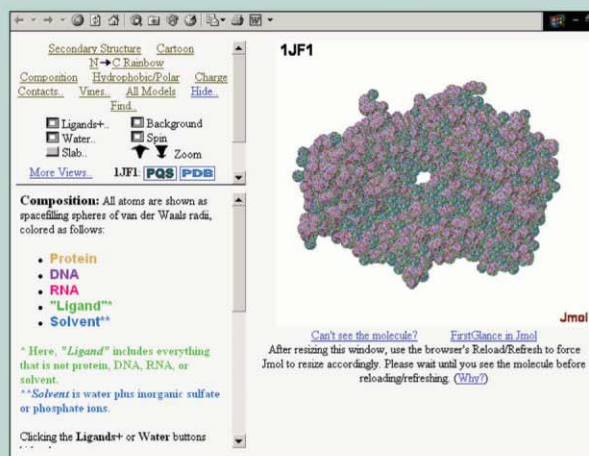 Secondary Structure Cartoon
N→C Rainbow
Composition Hydrophobic/Polar Charge
Contacts.. Vines.. All Models Hide..
Find..
Ligands+.. Background
Water.. Spin
Slab.. Zoom
More Views.. 1JF1: PQS PDB
Composition: All atoms are shown as
spacefilling spheres of van der Waals radii,
colored as follows:
• Protein
• DNA
• RNA
• "Ligand"*
• Solvent**
* Here, "Ligand" includes everything
that is not protein, DNA, RNA, or
solvent.
**Solvent is water plus inorganic sulfate
or phosphate ions.
Clicking the Ligands+ or Water buttons
1JF1
Jmol
Can't see the molecule? FirstGlance in Jmol
After resizing this window, use the browser's Reload/Refresh to force
Jmol to resize accordingly. Please wait until you see the molecule before
reloading/refreshing. (Why?)